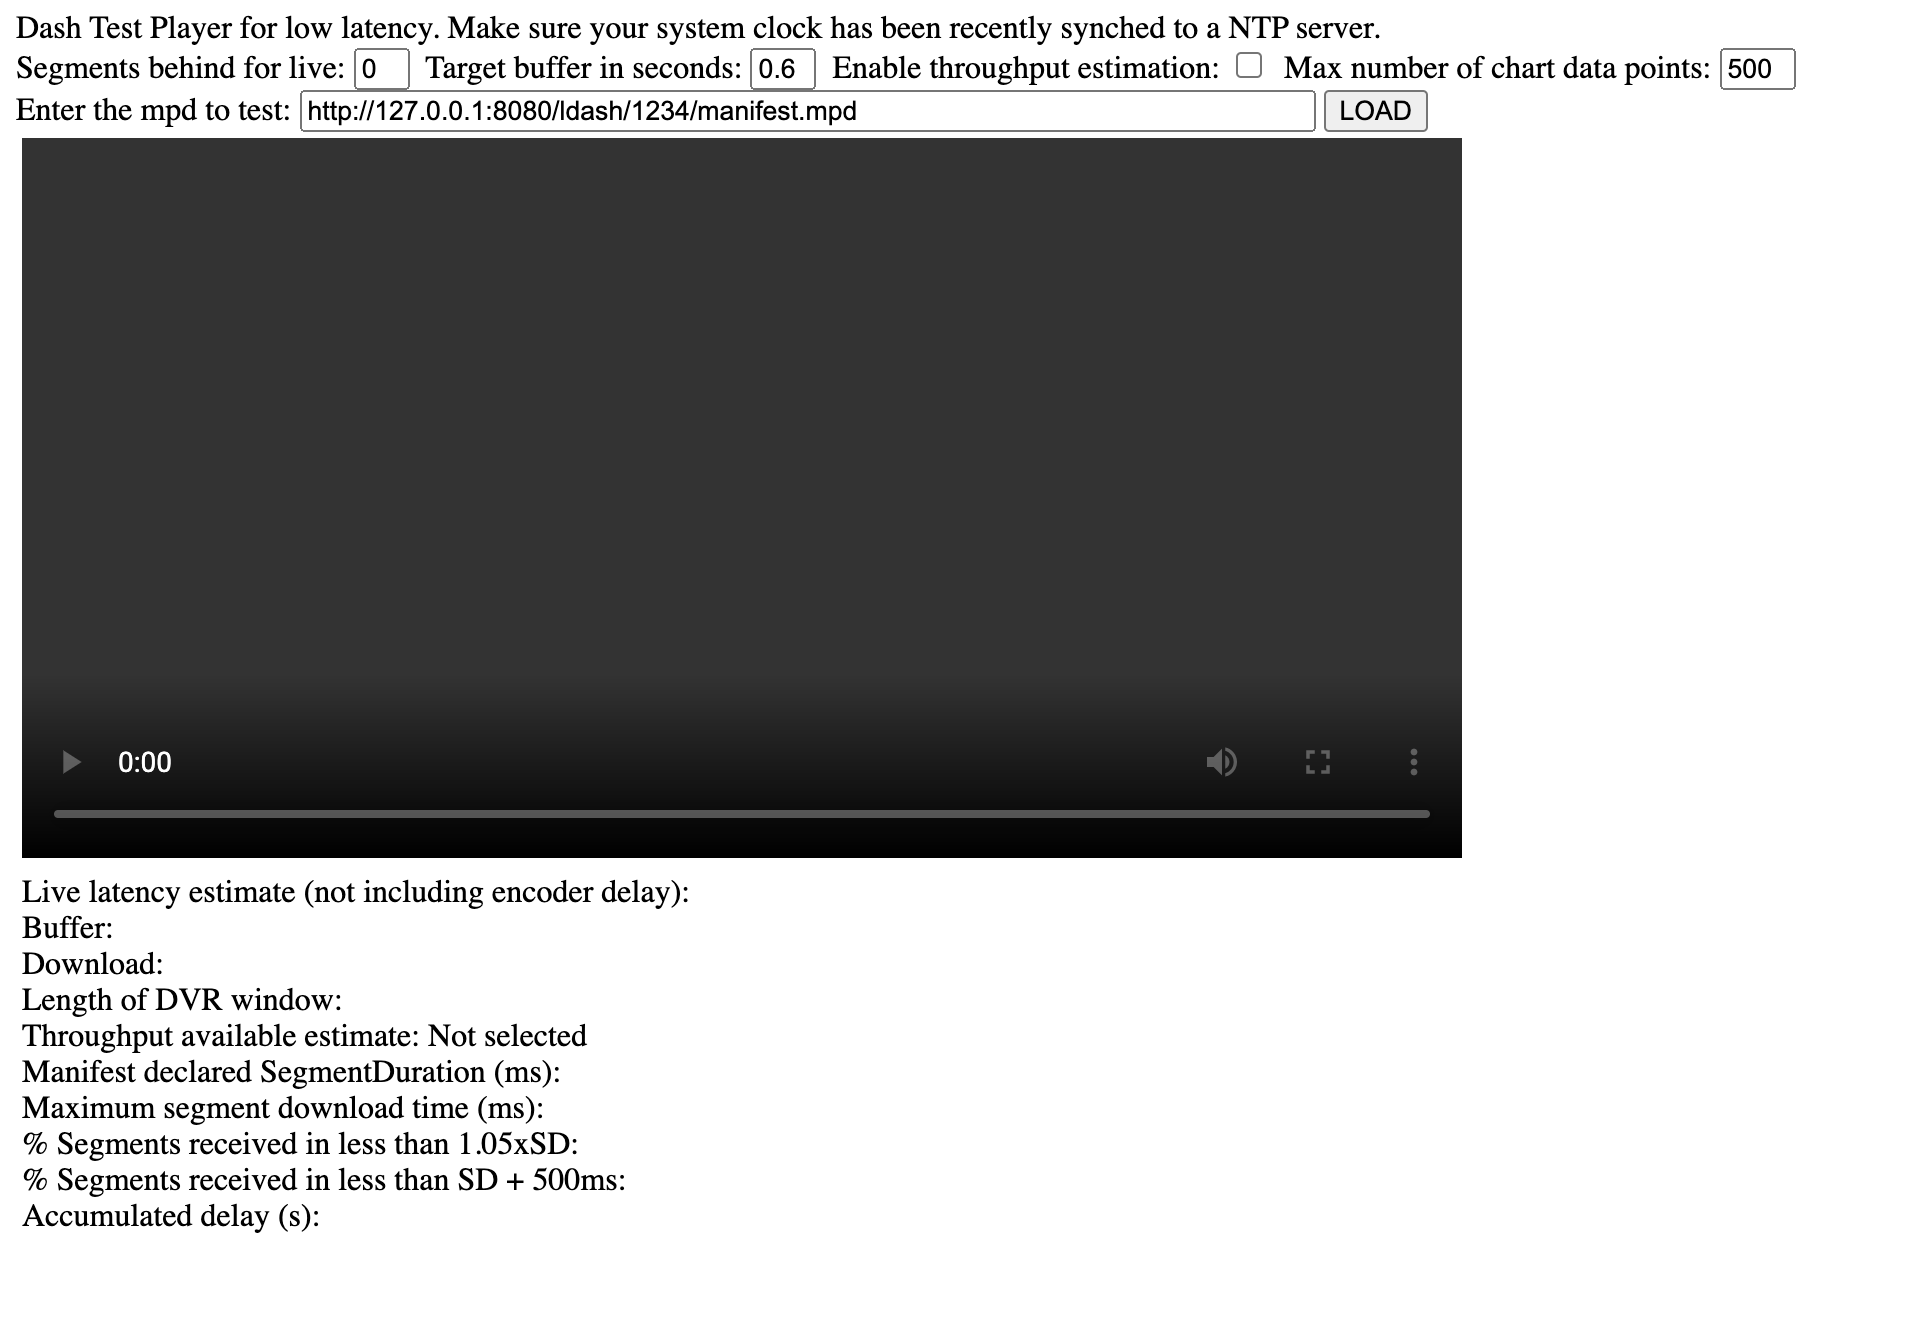 Dash Test Player for low latency. Make sure your system clock has been recently synched to a NTP server.
Segments behind for live: 0 Target buffer in seconds: 0.6 Enable throughput estimation: Max number of chart data points: 500
Enter the mpd to test: http://127.0.0.1:8080/ldash/1234/manifest.mpd LOAD
0:00
Live latency estimate (not including encoder delay):
Buffer:
Download:
Length of DVR window:
Throughput available estimate: Not selected
Manifest declared SegmentDuration (ms):
Maximum segment download time (ms):
% Segments received in less than 1.05xSD:
% Segments received in less than SD + 500ms:
Accumulated delay (s):